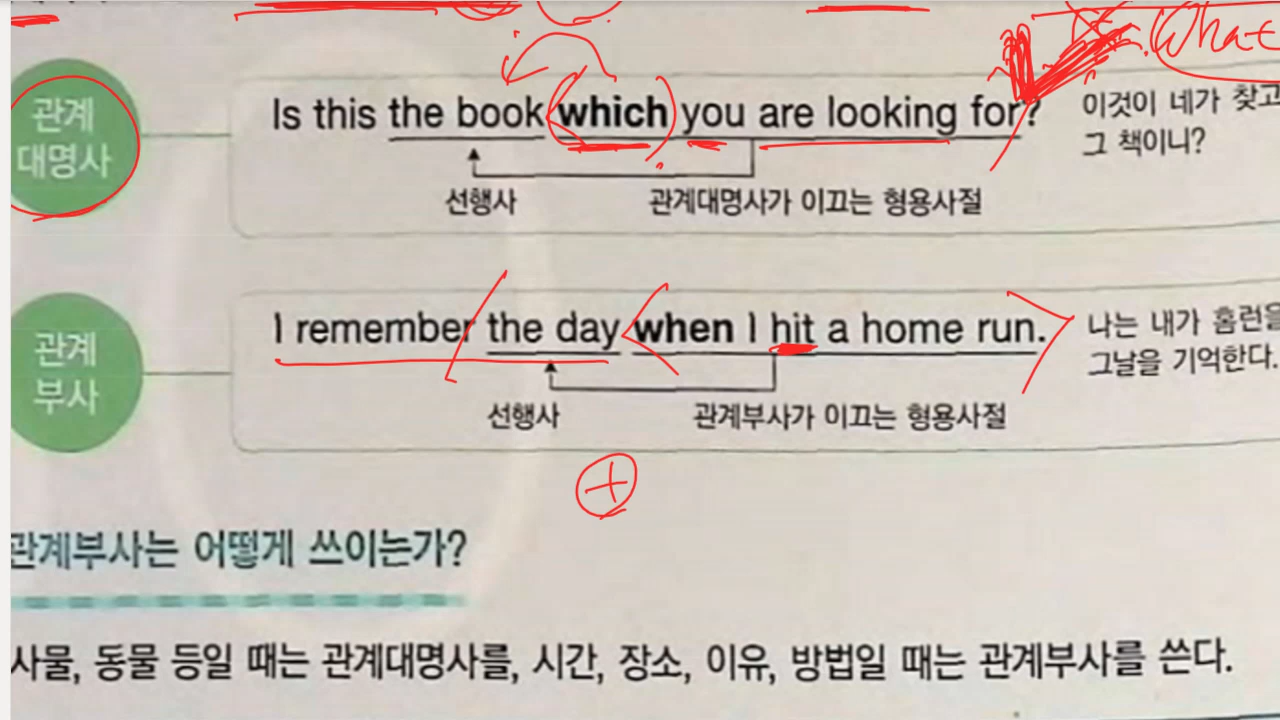 What
관계
대명사
Is this the book which you are looking for?
이것이 네가 찾고
그 책이니?
선행사
관계대명사가 이끄는 형용사절
관계
부사
I remember the day when I hit a home run.
나는 내가 홈런을
그날을 기억한다.
선행사
관계부사가 이끄는 형용사절
관계부사는 어떻게 쓰이는가?
사물, 동물 등일 때는 관계대명사를, 시간, 장소, 이유, 방법일 때는 관계부사를 쓴다.